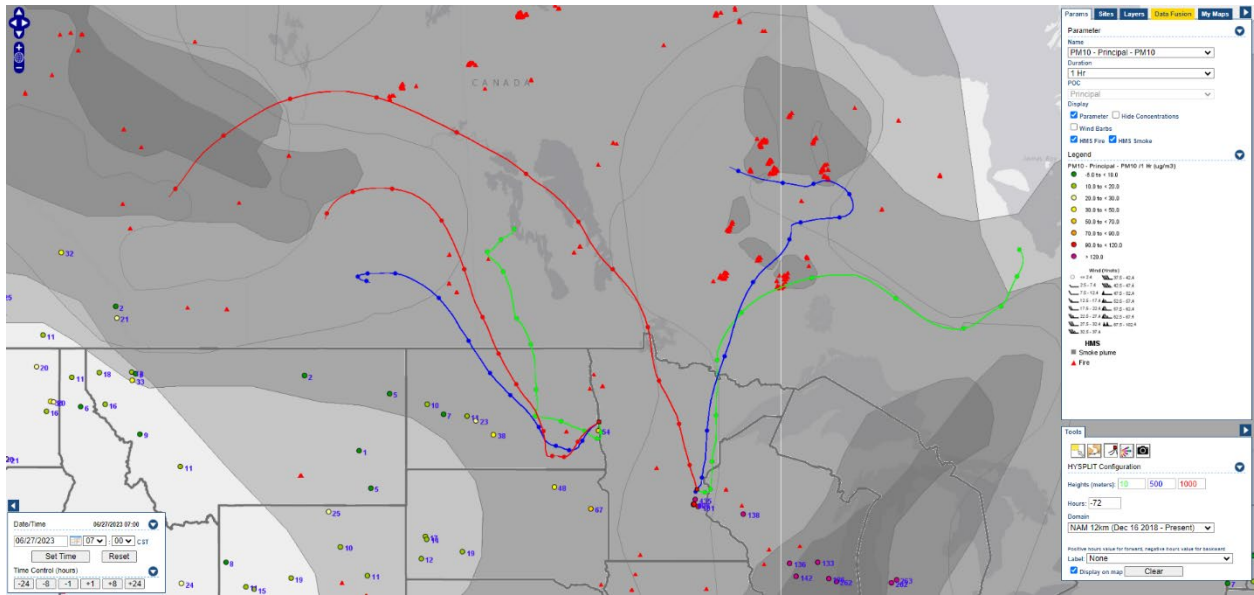 CANADA
32
2
21
25
11
20
11
18
33
16
6
16
9
11
2
5
1
5
18
7
14
23
38
54
48
67
25
10
12
19
11
8
24
19
15
138
136
133
142
262
263
7
Date/Time
06/27/2023 07:00
06/27/2023
07
:
00
CST
Set Time
Reset
Time Control (hours)
-24
-8
-1
+1
+8
+24
Params
Sites
Layers
Data Fusion
My Maps
Parameter
Name
PM10 - Principal - PM10
Duration
1 Hr
POC
Principal
Display
Parameter
Hide Concentrations
Wind Barbs
HMS Fire
HMS Smoke
Legend
PM10 - Principal - PM10 /1 Hr (ug/m3)
-5.0 to < 10.0
10.0 to < 20.0
20.0 to < 30.0
30.0 to < 50.0
50.0 to < 70.0
70.0 to < 90.0
90.0 to < 120.0
> 120.0
Wind (Knots)
HMS
Smoke plume
Fire
Tools
HYSPLIT Configuration
Heights (meters):
10
500
1000
Hours:
-72
Domain
NAM 12km (Dec 16 2018 - Present)
Positive hours value for forward, negative hours value for backward
Label:
None
Display on map
Clear